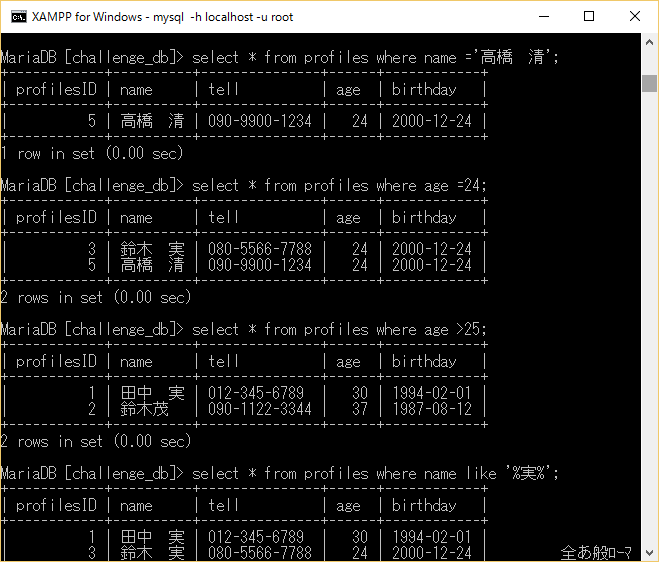 XAMPP for Windows - mysql  -h localhost -u root
MariaDB [challenge_db]> select * from profiles where name ='高橋　清';
+------------+-----------+---------------+------+------------+
| profilesID | name      | tell          | age  | birthday   |
+------------+-----------+---------------+------+------------+
|          5 | 高橋　清  | 090-9900-1234 |   24 | 2000-12-24 |
+------------+-----------+---------------+------+------------+
1 row in set (0.00 sec)
MariaDB [challenge_db]> select * from profiles where age =24;
+------------+-----------+---------------+------+------------+
| profilesID | name      | tell          | age  | birthday   |
+------------+-----------+---------------+------+------------+
|          3 | 鈴木　実  | 080-5566-7788 |   24 | 2000-12-24 |
|          5 | 高橋　清  | 090-9900-1234 |   24 | 2000-12-24 |
+------------+-----------+---------------+------+------------+
2 rows in set (0.00 sec)
MariaDB [challenge_db]> select * from profiles where age >25;
+------------+-----------+---------------+------+------------+
| profilesID | name      | tell          | age  | birthday   |
+------------+-----------+---------------+------+------------+
|          1 | 田中　実  | 012-345-6789  |   30 | 1994-02-01 |
|          2 | 鈴木茂    | 090-1122-3344 |   37 | 1987-08-12 |
+------------+-----------+---------------+------+------------+
2 rows in set (0.00 sec)
MariaDB [challenge_db]> select * from profiles where name like '%実%';
+------------+-----------+---------------+------+------------+
| profilesID | name      | tell          | age  | birthday   |
+------------+-----------+---------------+------+------------+
|          1 | 田中　実  | 012-345-6789  |   30 | 1994-02-01 |
|          3 | 鈴木　実  | 080-5566-7788 |   24 | 2000-12-24 | 全あ般ﾛｰﾏ